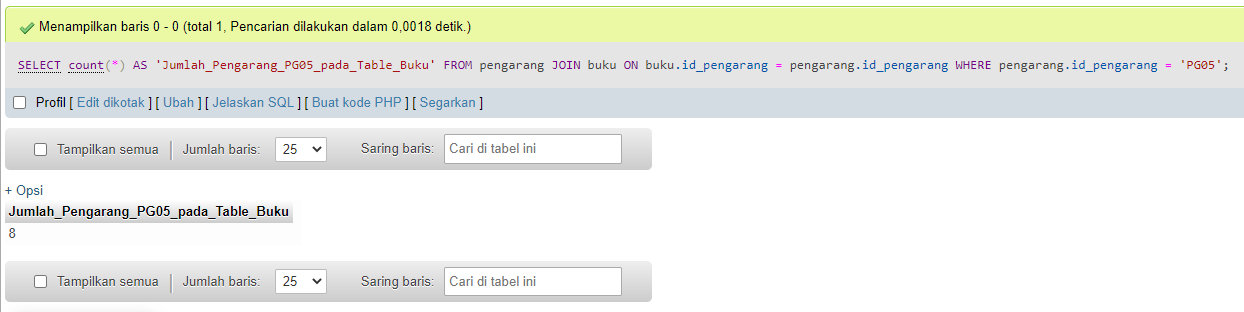 Menampilkan baris 0 - 0 (total 1, Pencarian dilakukan dalam 0,0018 detik.)
SELECT count(*) AS 'Jumlah_Pengarang_PG05_pada_Table_Buku' FROM pengarang JOIN buku ON buku.id_pengarang = pengarang.id_pengarang WHERE pengarang.id_pengarang = 'PG05';
Profil [ Edit dikotak ] [ Ubah ] [ Jelaskan SQL ] [ Buat kode PHP ] [ Segarkan ]
Tampilkan semua | Jumlah baris: 25 Saring baris: Cari di tabel ini
+ Opsi
Jumlah_Pengarang_PG05_pada_Table_Buku
8
Tampilkan semua | Jumlah baris: 25 Saring baris: Cari di tabel ini